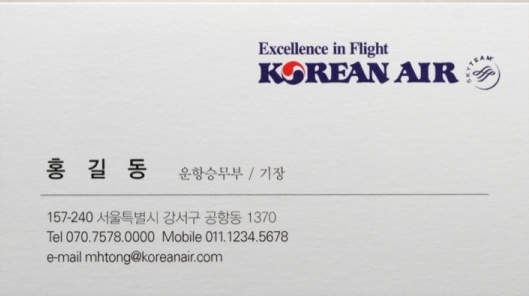 Excellence in Flight
KOREAN AIR SKYTEAM
홍 길 동 운항승무부 / 기장
157-240 서울특별시 강서구 공항동 1370
Tel 070.7578.0000 Mobile 011.1234.5678
e-mail mhtong@koreanair.com